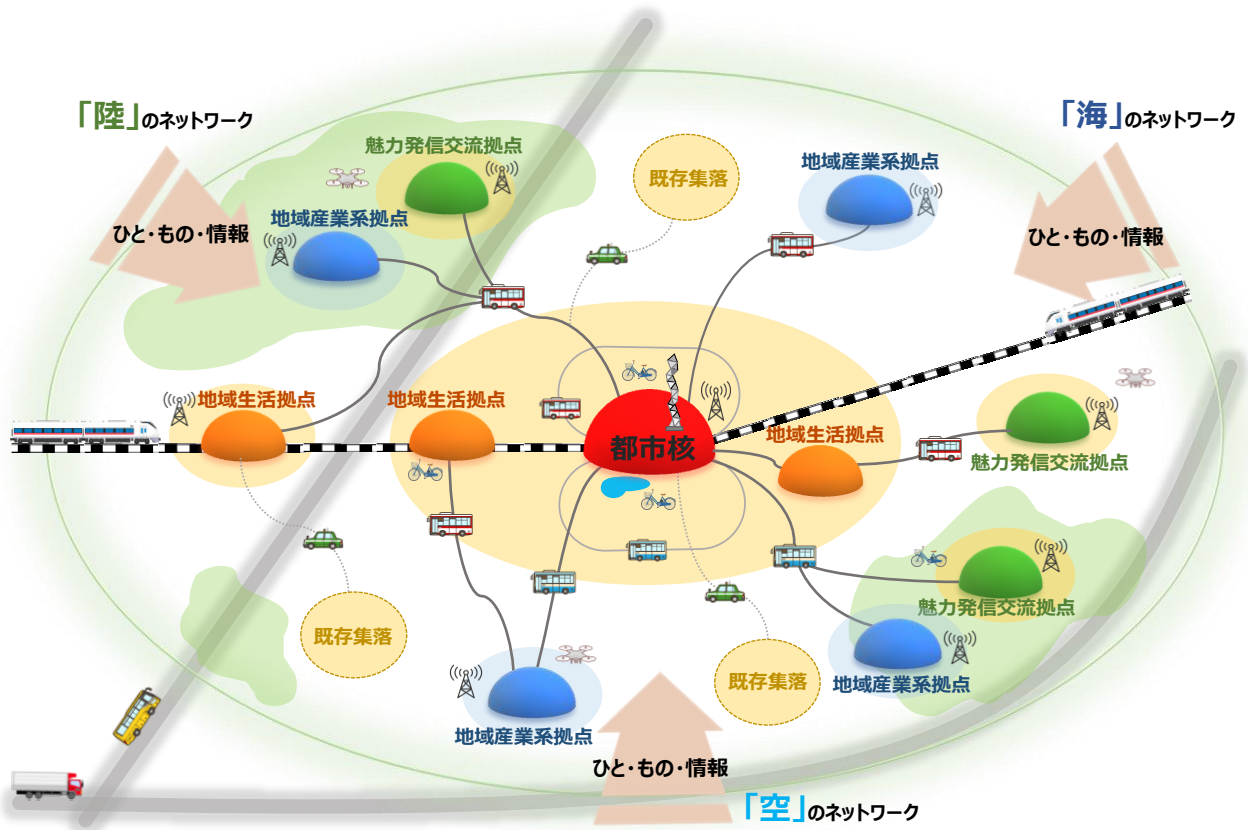 「陸」のネットワーク
「海」のネットワーク
魅力発信交流拠点
既存集落
地域産業系拠点
地域産業系拠点
ひと・もの・情報
ひと・もの・情報
地域生活拠点
地域生活拠点
都市核
地域生活拠点
魅力発信交流拠点
既存集落
魅力発信交流拠点
既存集落
地域産業系拠点
地域産業系拠点
ひと・もの・情報
「空」のネットワーク